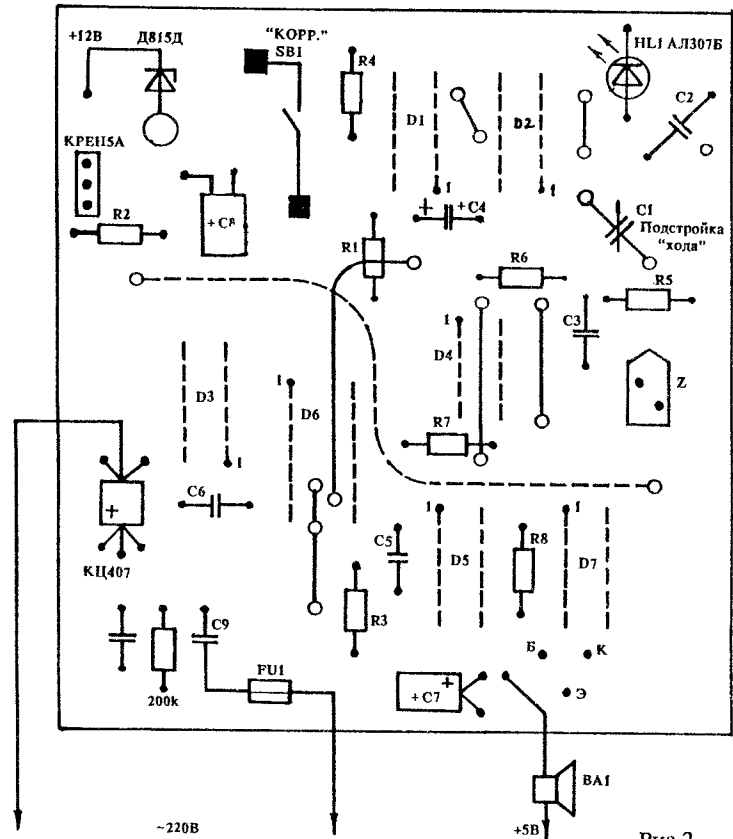 +12В
Д815Д
"КОРР."
SB1
R4
HL1 АЛ307Б
C2
D1
D2
КРЕН5А
R2
+C8
1
1
+
+C4
C1
Подстройка
"хода"
R1
R6
R5
1
C3
D4
Z
D3
1
D6
R7
1
C6
+
КЦ407
1
1
C5
D5
R8
D7
R3
C9
200k
FU1
Б
К
Э
+
+C7
BA1
~220В
+5В
Рис.2